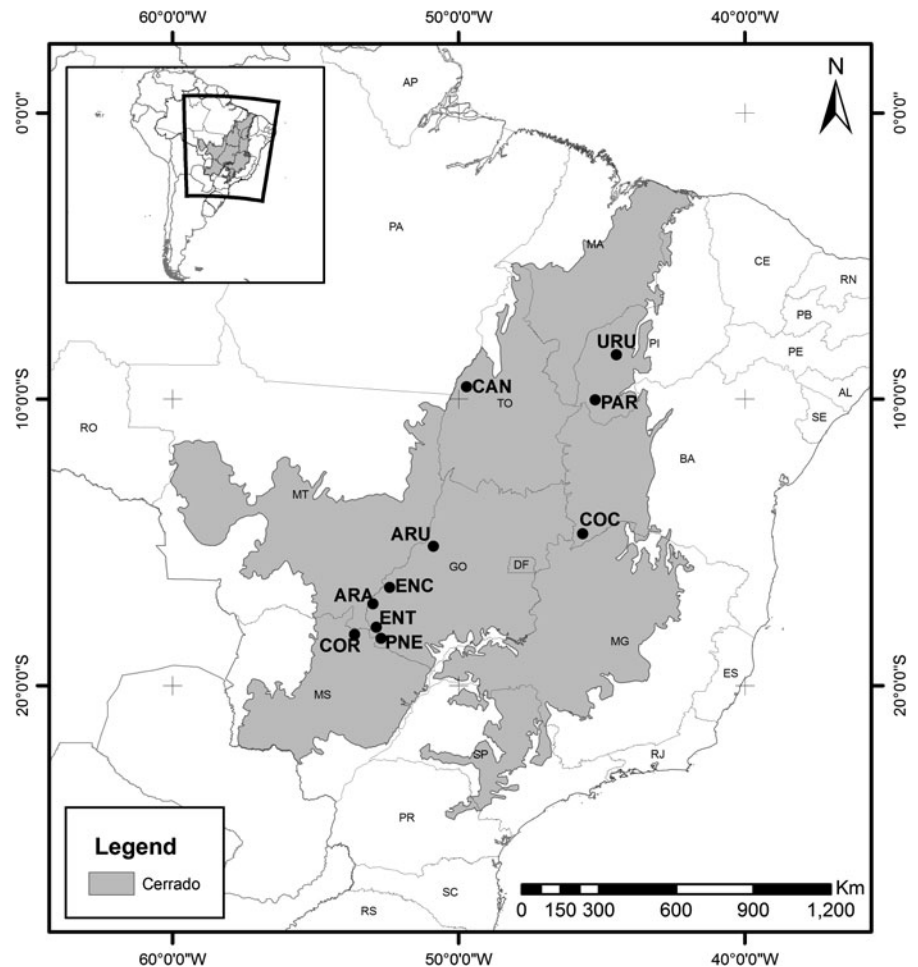 60°0'0"W 50°0'0"W 40°0'0"W
N
AP
0°0'0" 0°0'0"
PA
MA
CE
RN
PB
URU
PI
PE
CAN
TO
PAR
AL
10°0'0"S 10°0'0"S
SE
RO
BA
MT
COC
ARU
GO
DF
ENC
ARA
ENT
COR
PNE
MG
ES
20°0'0"S 20°0'0"S
MS
SP
RJ
PR
Legend
Cerrado
SC
RS
Km
0 150 300 600 900 1,200
60°0'0"W 50°0'0"W 40°0'0"W